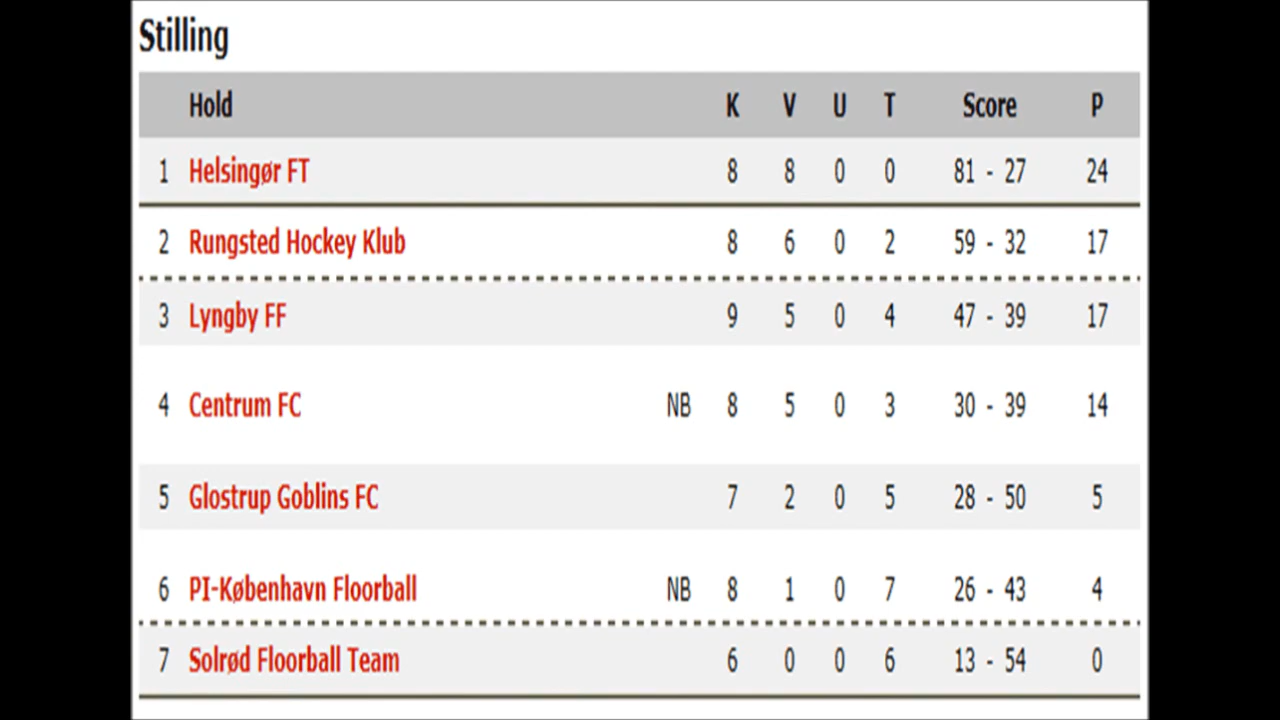 Stilling
Hold K V U T Score P
1 Helsingør FT 8 8 0 0 81 - 27 24
2 Rungsted Hockey Klub 8 6 0 2 59 - 32 17
3 Lyngby FF 9 5 0 4 47 - 39 17
4 Centrum FC NB 8 5 0 3 30 - 39 14
5 Glostrup Goblins FC 7 2 0 5 28 - 50 5
6 PI-København Floorball NB 8 1 0 7 26 - 43 4
7 Solrød Floorball Team 6 0 0 6 13 - 54 0